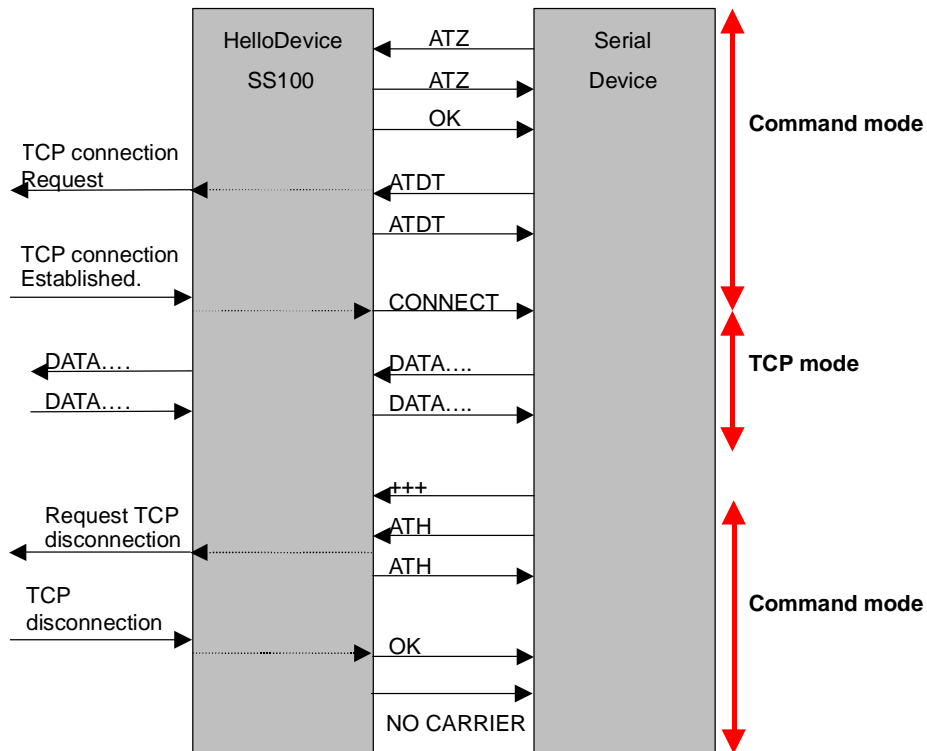 HelloDevice
SS100
Serial
Device
ATZ
ATZ
OK
Command mode
TCP connection
Request
ATDT
ATDT
TCP connection
Established.
CONNECT
DATA....
DATA....
TCP mode
DATA....
DATA....
+++
Request TCP
disconnection
ATH
ATH
TCP
disconnection
Command mode
OK
NO CARRIER